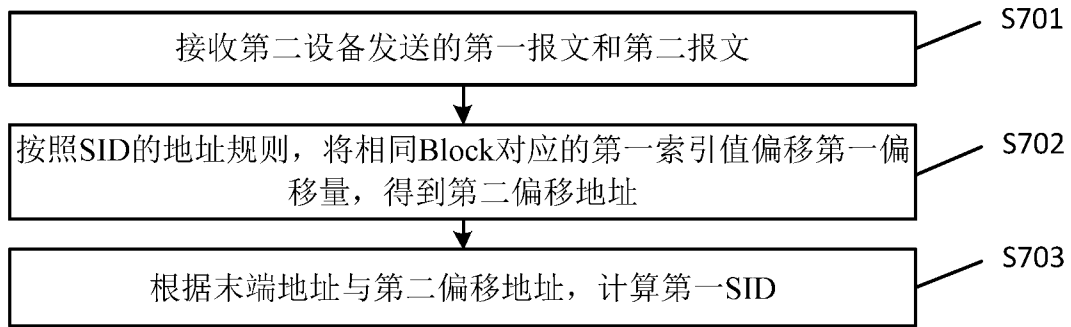 接收第二设备发送的第一报文和第二报文
S701
按照SID的地址规则，将相同Block对应的第一索引值偏移第一偏
移量，得到第二偏移地址
S702
根据末端地址与第二偏移地址，计算第一SID
S703